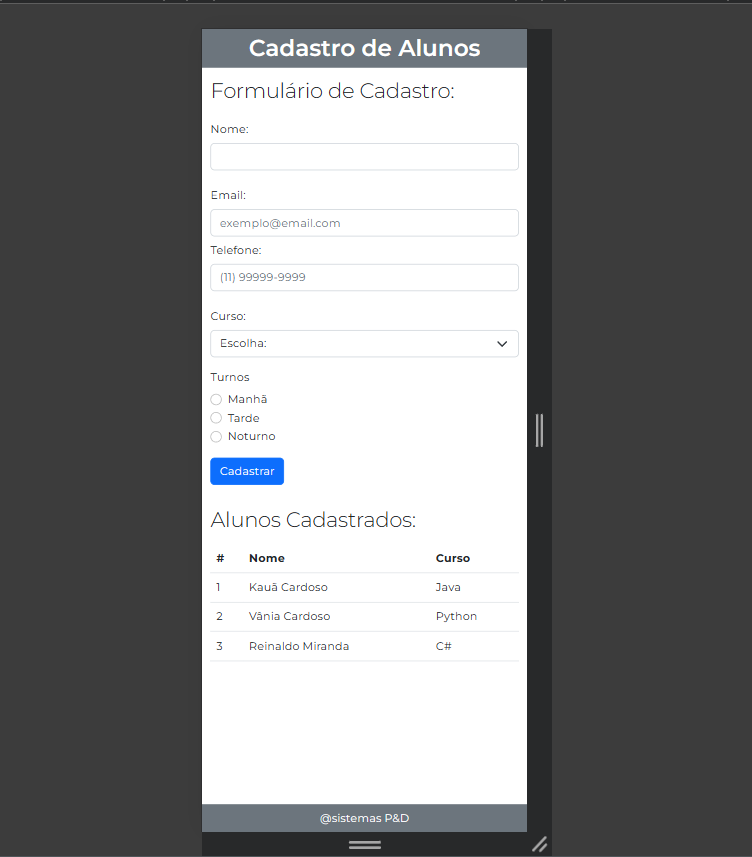 Cadastro de Alunos
Formulário de Cadastro:
Nome:
Email:
exemplo@email.com
Telefone:
(11) 99999-9999
Curso:
Escolha:
Turnos
Manhã
Tarde
Noturno
Cadastrar
Alunos Cadastrados:
# Nome Curso
1 Kauã Cardoso Java
2 Vânia Cardoso Python
3 Reinaldo Miranda C#
@sistemas P&D